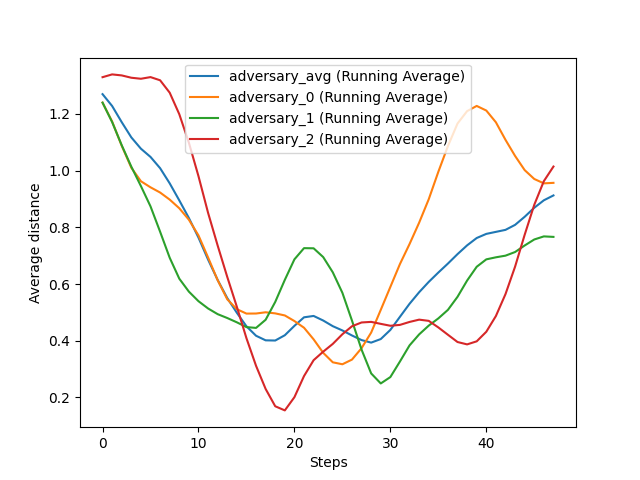 adversary_avg (Running Average)
adversary_0 (Running Average)
adversary_1 (Running Average)
adversary_2 (Running Average)
1.2
1.0
0.8
0.6
0.4
0.2
Average distance
0 10 20 30 40
Steps